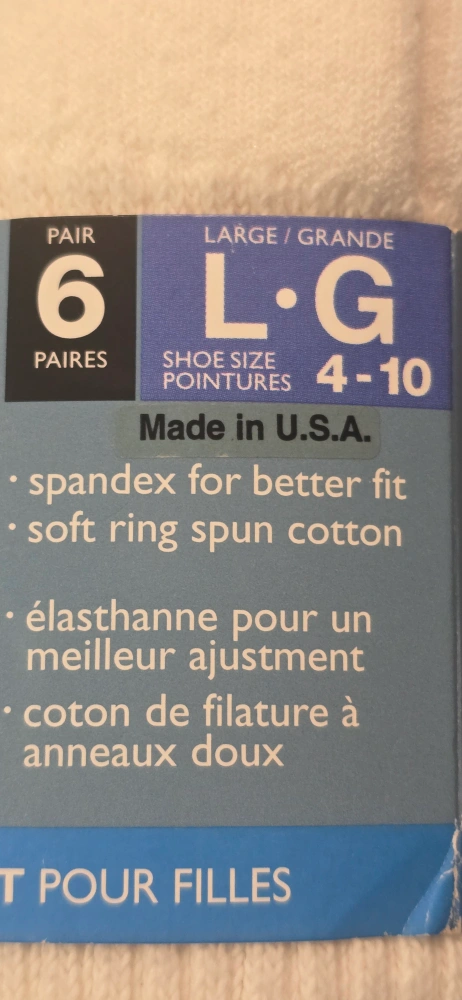 PAIR
6
PAIRES
LARGE / GRANDE
L·G
SHOE SIZE
POINTURES 4-10
Made in U.S.A.
· spandex for better fit
· soft ring spun cotton
· élasthanne pour un
meilleur ajustment
· coton de filature à
anneaux doux
T POUR FILLES